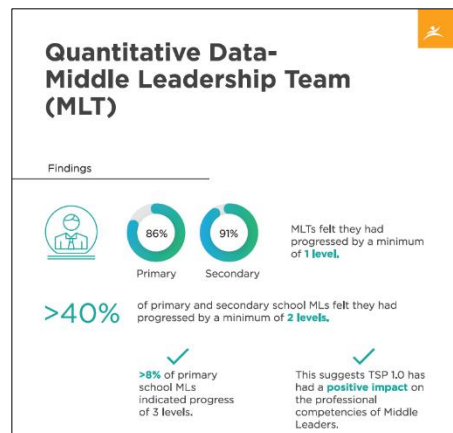 Quantitative Data-
Middle Leadership Team
(MLT)
Findings
86%
Primary
91%
Secondary
MLTs felt they had
progressed by a minimum
of 1 level.
>40%
of primary and secondary school MLs felt they had
progressed by a minimum of 2 levels.
>8% of primary
school MLs
indicated progress
of 3 levels.
This suggests TSP 1.0 has
had a positive impact on
the professional
competencies of Middle
Leaders.